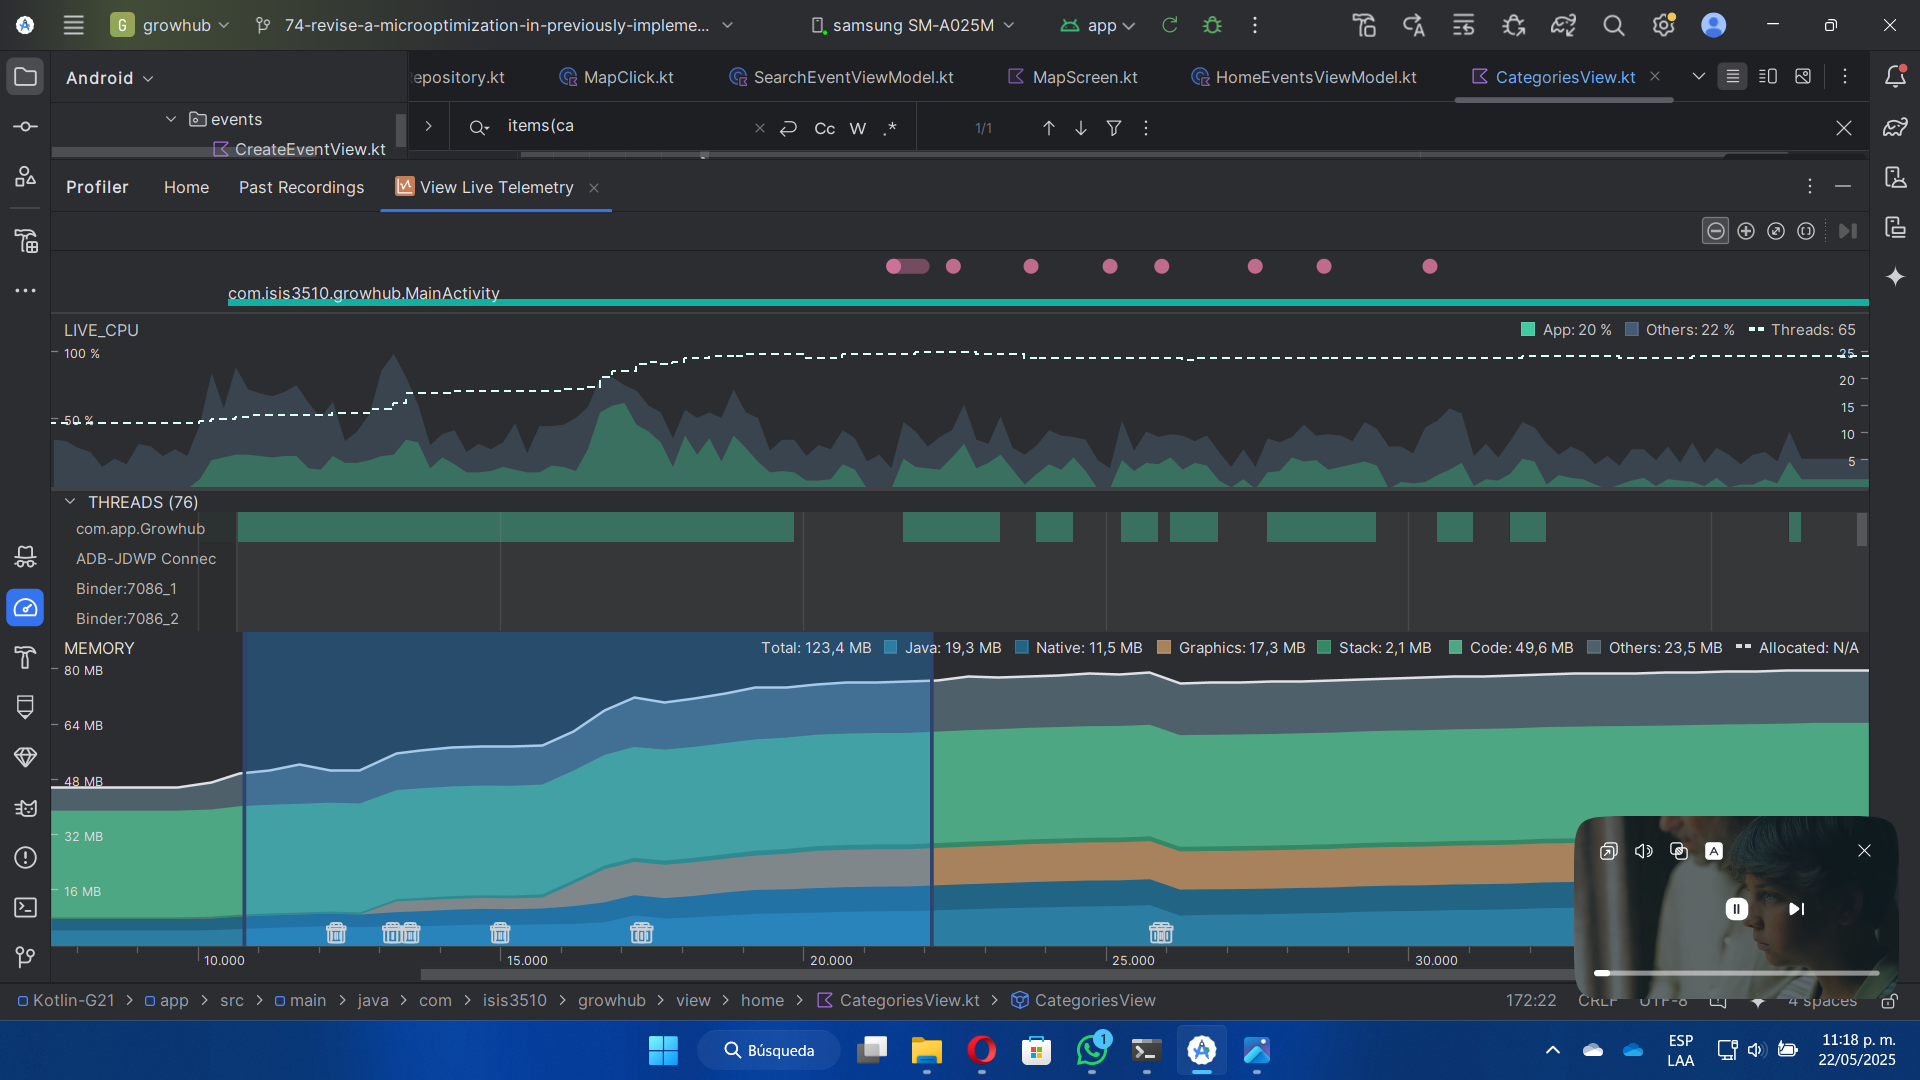 G growhub 74-revise-a-microoptimization-in-previously-impleme... samsung SM-A025M app
Android
epository.kt MapClick.kt SearchEventViewModel.kt MapScreen.kt HomeEventsViewModel.kt CategoriesView.kt
events
CreateEventView.kt
items(ca Cc W .* 1/1
Profiler Home Past Recordings View Live Telemetry
com.isis3510.growhub.MainActivity
LIVE_CPU App: 20 % Others: 22 % Threads: 65
100 % 25
20
50 % 15
10
5
THREADS (76)
com.app.Growhub
ADB-JDWP Connec
Binder:7086_1
Binder:7086_2
MEMORY Total: 123,4 MB Java: 19,3 MB Native: 11,5 MB Graphics: 17,3 MB Stack: 2,1 MB Code: 49,6 MB Others: 23,5 MB Allocated: N/A
80 MB
64 MB
48 MB
32 MB
16 MB
10.000 15.000 20.000 25.000 30.000
Kotlin-G21 app src main java com isis3510 growhub view home CategoriesView.kt CategoriesView 172:22 CRLF UTF-8 4 spaces
Búsqueda 1 ESP
LAA 11:18 p. m.
22/05/2025